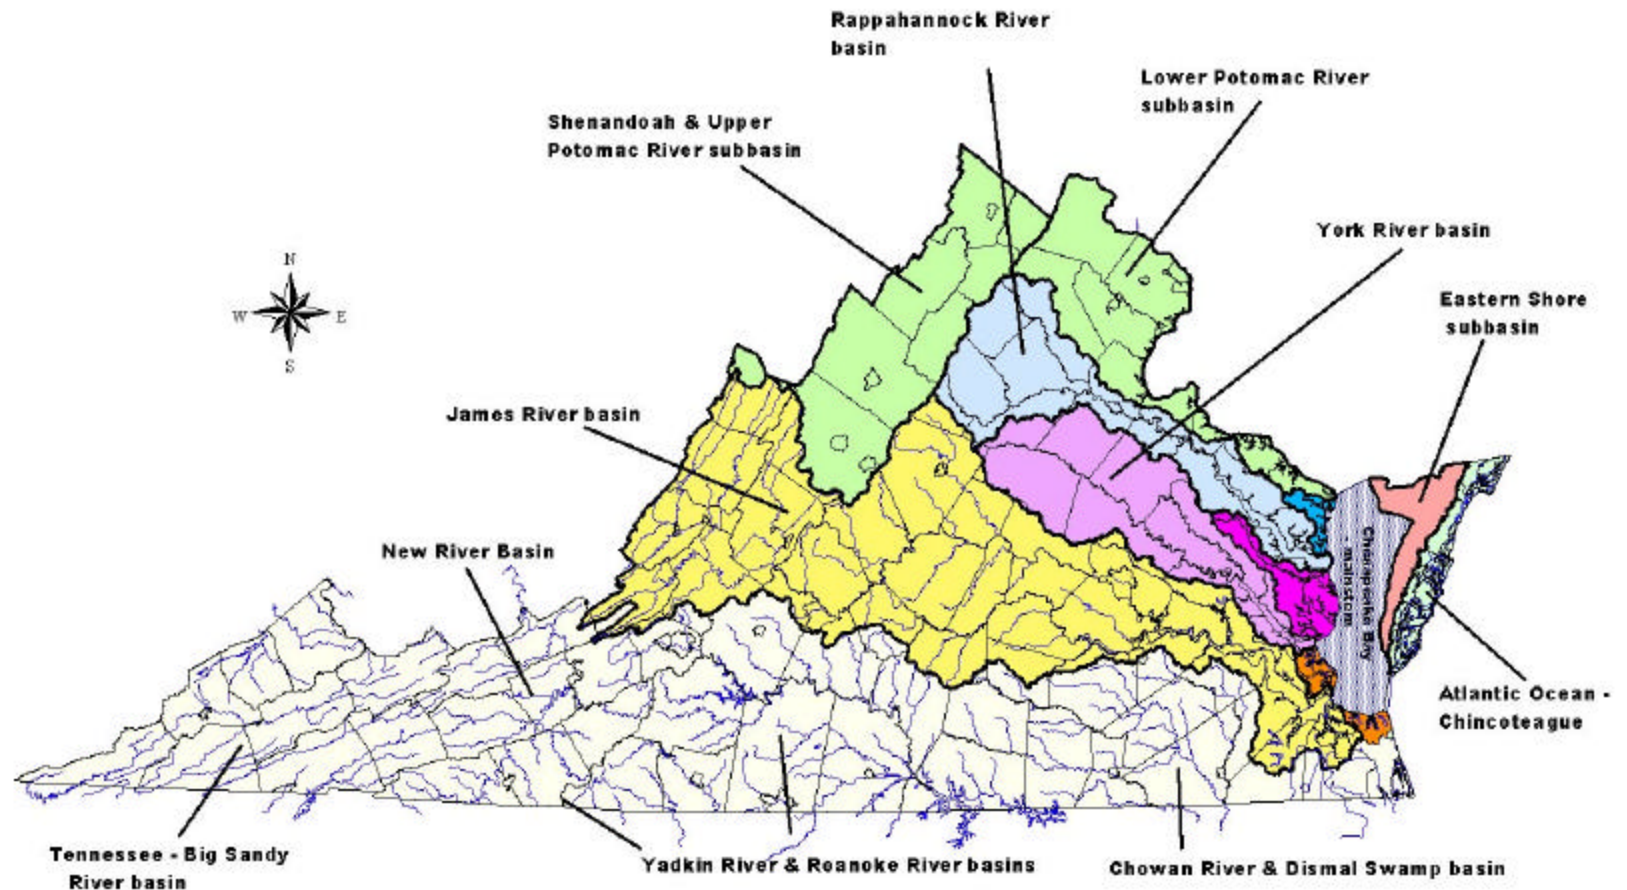 Rappahannock River
basin
Lower Potomac River
subbasin
Shenandoah & Upper
Potomac River subbasin
York River basin
N
W E
S
Eastern Shore
subbasin
James River basin
New River Basin
Chesapeake Bay
- mainstem
Atlantic Ocean -
Chincoteague
Tennessee - Big Sandy
River basin
Yadkin River & Roanoke River basins
Chowan River & Dismal Swamp basin